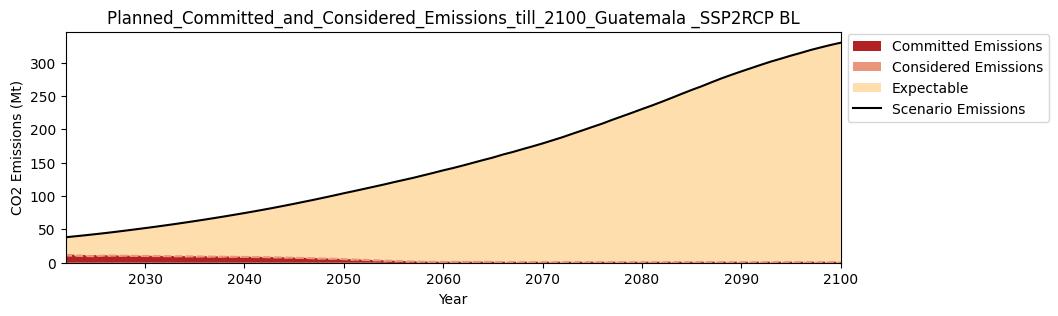 Planned_Committed_and_Considered_Emissions_till_2100_Guatemala _SSP2RCP BL
CO2 Emissions (Mt)
300
250
200
150
100
50
0
2030 2040 2050 2060 2070 2080 2090 2100
Year
Committed Emissions
Considered Emissions
Expectable
Scenario Emissions